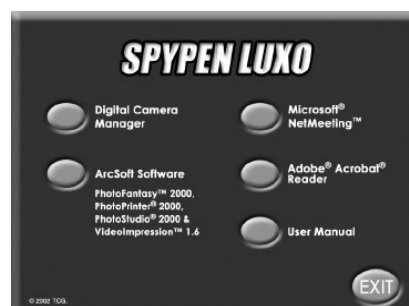 SPYPEN LUXO
Digital Camera
Manager
Microsoft®
NetMeeting™
ArcSoft Software
PhotoFantasy™ 2000,
PhotoPrinter® 2000,
PhotoStudio® 2000 &
VideoImpression™ 1.6
Adobe® Acrobat®
Reader
User Manual
EXIT
© 2002 TCG.